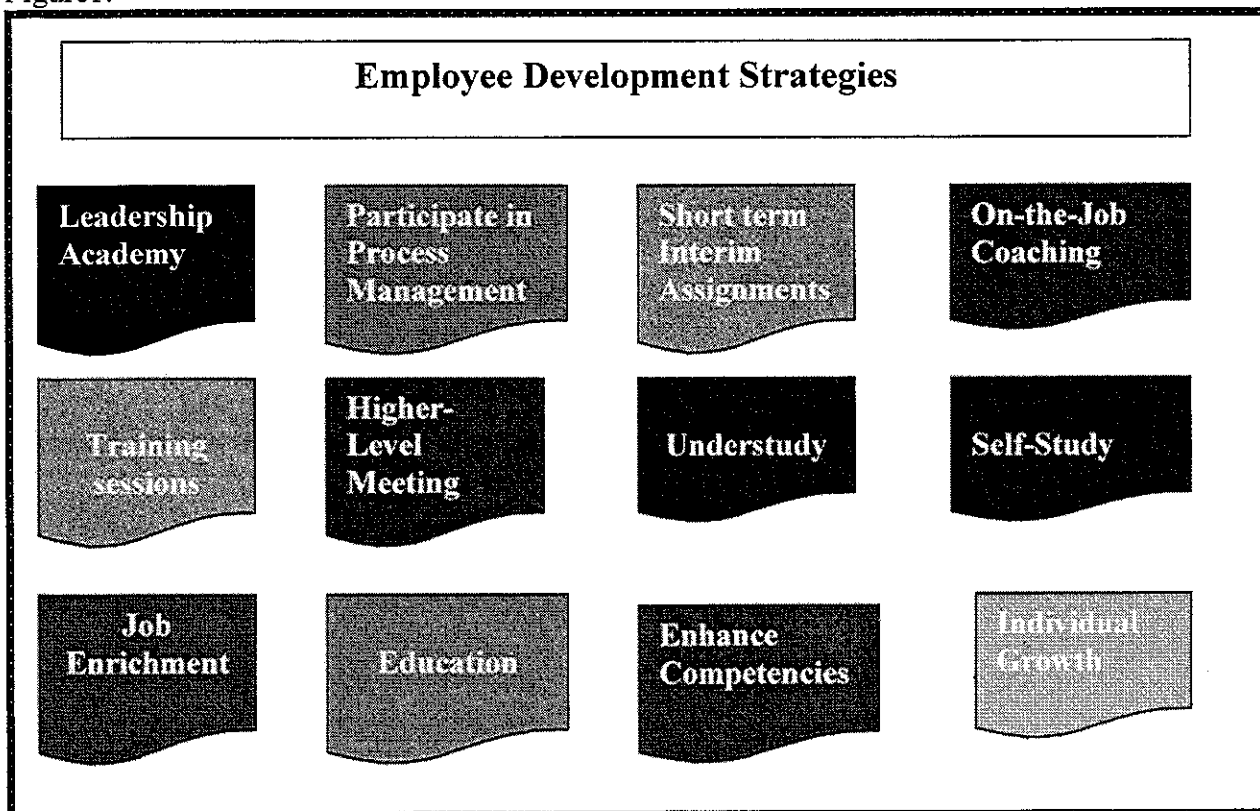 Employee Development Strategies
Leadership
Academy
Participate in
Process
Management
Short term
Interim
Assignments
On-the-Job
Coaching
Training
sessions
Higher-
Level
Meeting
Understudy
Self-Study
Job
Enrichment
Education
Enhance
Competencies
Individual
Growth